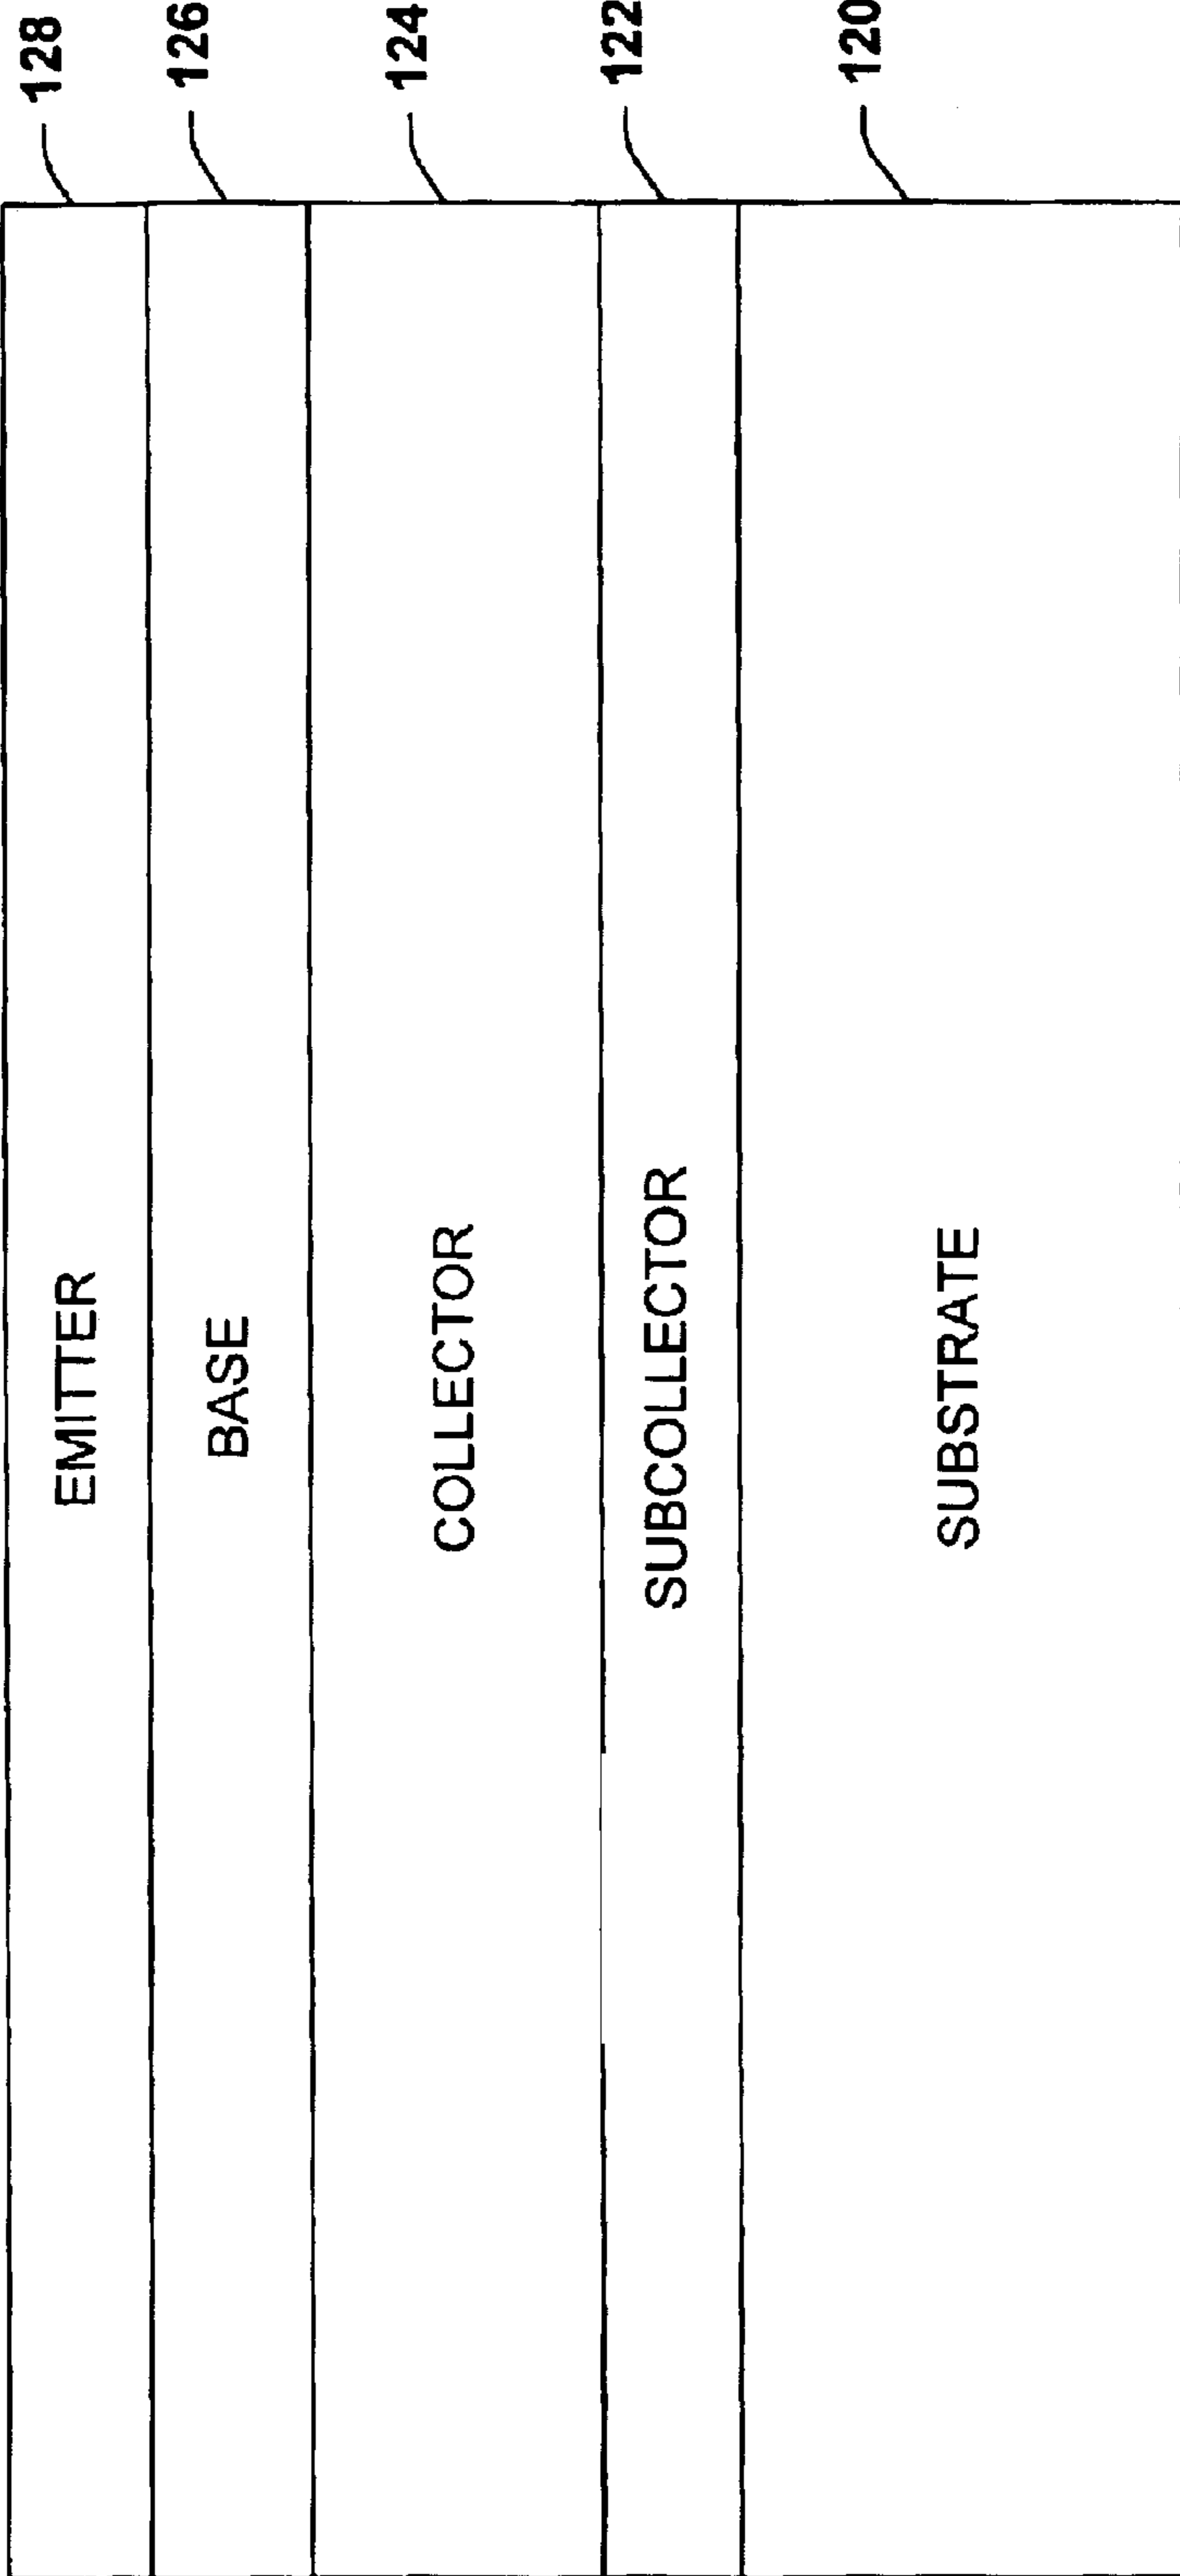 EMITTER 128
BASE 126
COLLECTOR 124
SUBCOLLECTOR 122
SUBSTRATE 120